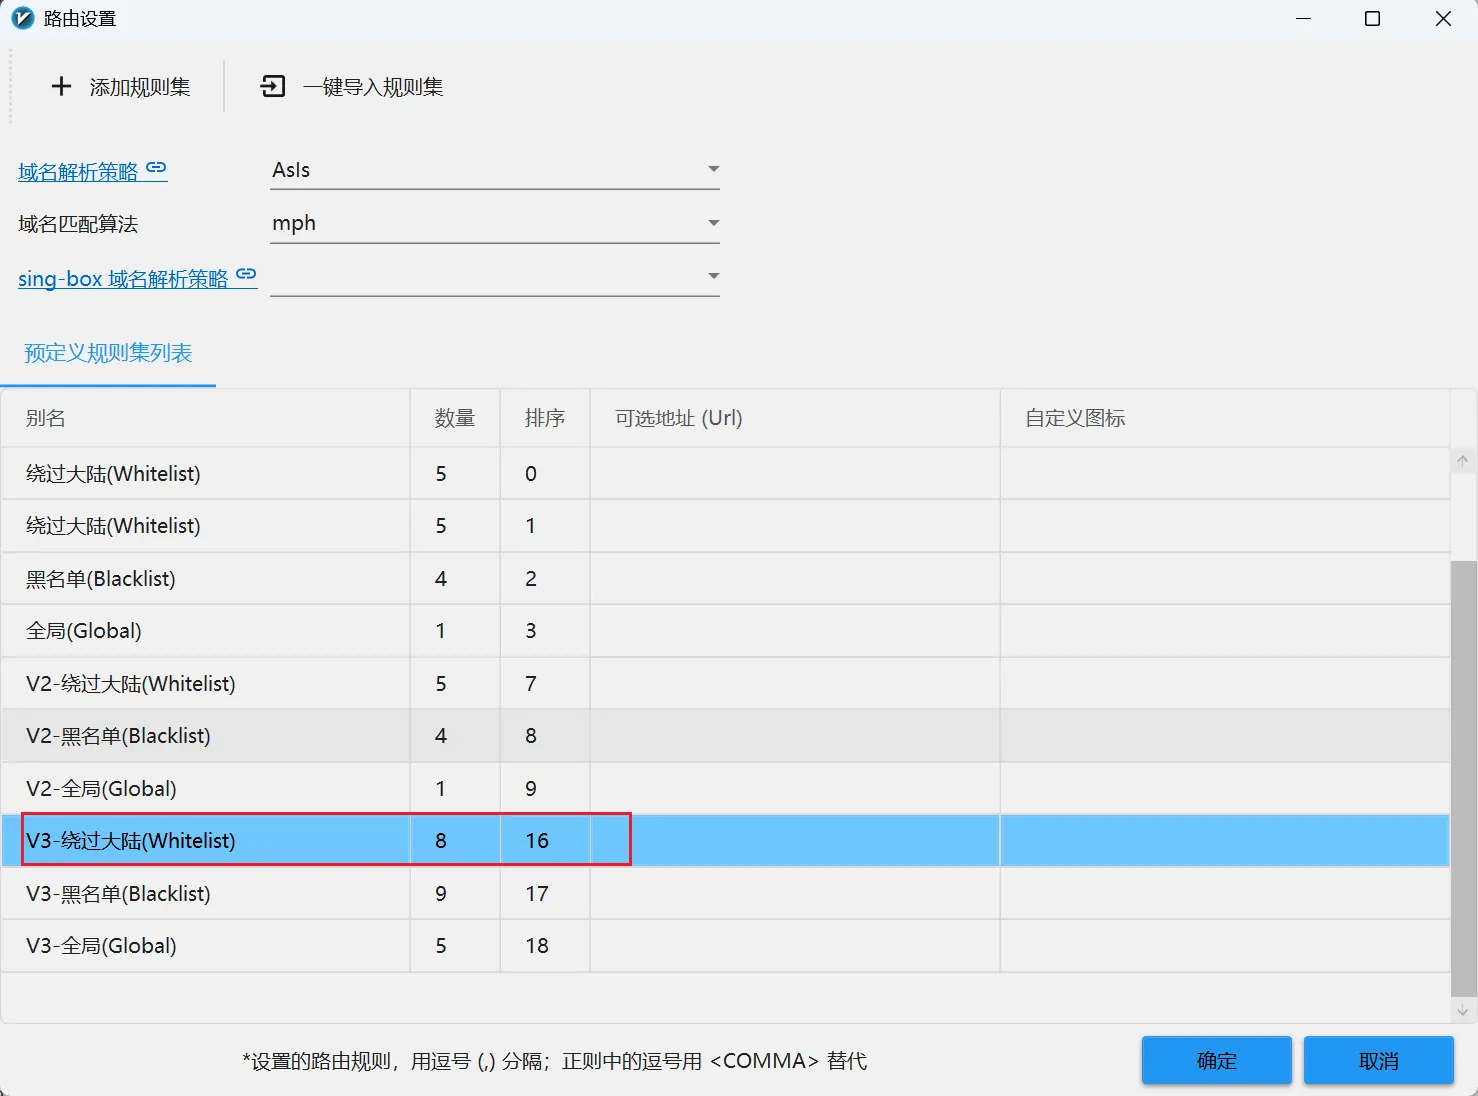 路由设置
添加规则集 一键导入规则集
域名解析策略 AsIs
域名匹配算法 mph
sing-box 域名解析策略
预定义规则集列表
别名 数量 排序 可选地址 (Url) 自定义图标
绕过大陆(Whitelist) 5 0
绕过大陆(Whitelist) 5 1
黑名单(Blacklist) 4 2
全局(Global) 1 3
V2-绕过大陆(Whitelist) 5 7
V2-黑名单(Blacklist) 4 8
V2-全局(Global) 1 9
V3-绕过大陆(Whitelist) 8 16
V3-黑名单(Blacklist) 9 17
V3-全局(Global) 5 18
*设置的路由规则，用逗号 (,) 分隔；正则中的逗号用 <COMMA> 替代 确定 取消